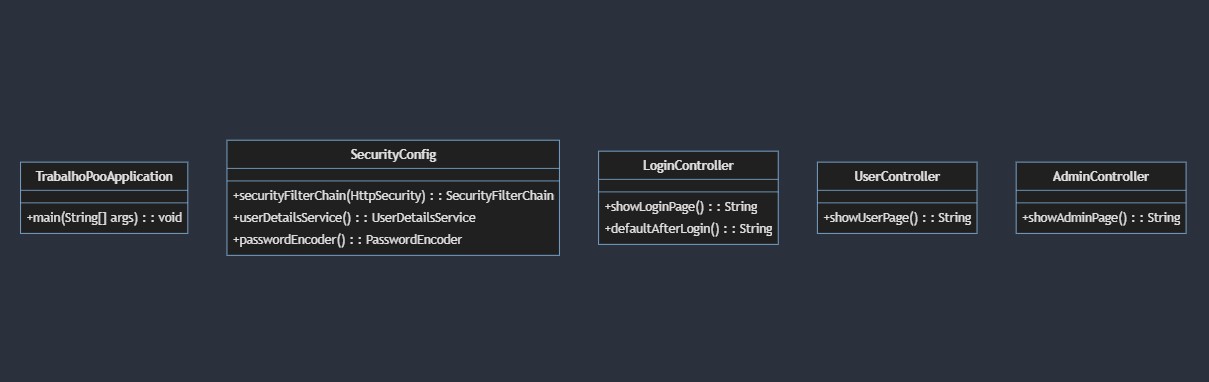 TrabalhoPooApplication
+main(String[] args) : : void
SecurityConfig
+securityFilterChain(HttpSecurity) : : SecurityFilterChain
+userDetailsService() : : UserDetailsService
+passwordEncoder() : : PasswordEncoder
LoginController
+showLoginPage() : : String
+defaultAfterLogin() : : String
UserController
+showUserPage() : : String
AdminController
+showAdminPage() : : String